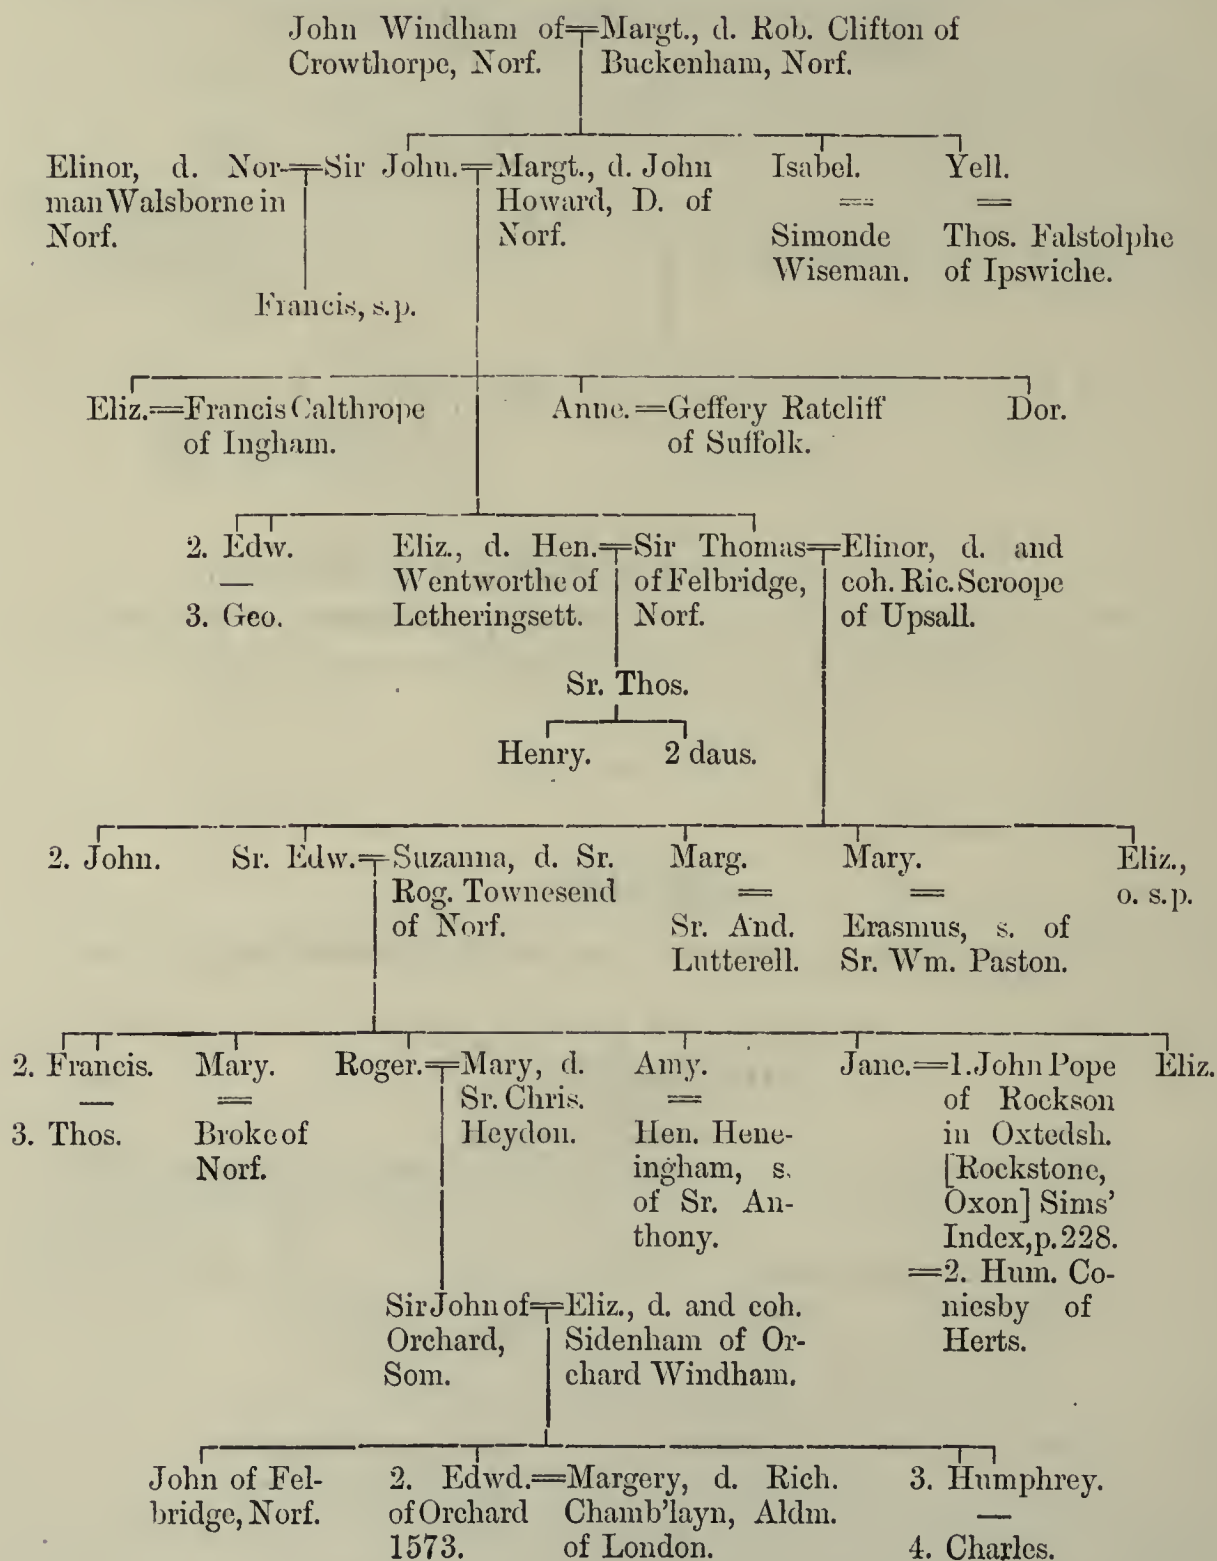 John Windham of=Margt., d. Rob. Clifton of
Crowthorpe, Norf. Buckenham, Norf.
Elinor, d. Nor-=Sir John.=Margt., d. John Isabel. Yell.
man Walsborne in Howard, D. of = =
Norf. Norf. Simonde Thos. Falstolphe
Wiseman. of Ipswiche.
Francis, s.p.
Eliz.=Francis Calthrope Anne.=Geffery Ratcliff Dor.
of Ingham. of Suffolk.
2. Edw. Eliz., d. Hen.=Sir Thomas=Elinor, d. and
— Wentworthe of of Felbridge, coh. Ric. Scroope
3. Geo. Letheringsett. Norf. of Upsall.
Sr. Thos.
Henry. 2 daus.
2. John. Sr. Edw.=Suzanna, d. Sr. Marg. Mary. Eliz.,
Rog. Townesend = = o. s.p.
of Norf. Sr. And. Erasmus, s. of
Lutterell. Sr. Wm. Paston.
2. Francis. Mary. Roger.=Mary, d. Amy. Jane.=1. John Pope Eliz.
— = Sr. Chris. = of Rockson
3. Thos. Broke of Heydon. Hen. Hene- in Oxtedsh.
Norf. ingham, s. [Rockstone,
of Sr. An- Oxon] Sims'
thony. Index, p. 228.
=2. Hum. Co-
Sir John of=Eliz., d. and coh. niesby of
Orchard, Sidenham of Or- Herts.
Som. chard Windham.
John of Fel- 2. Edwd.=Margery, d. Rich. 3. Humphrey.
bridge, Norf. of Orchard Chamb'layn, Aldm. —
1573. of London. 4. Charles.